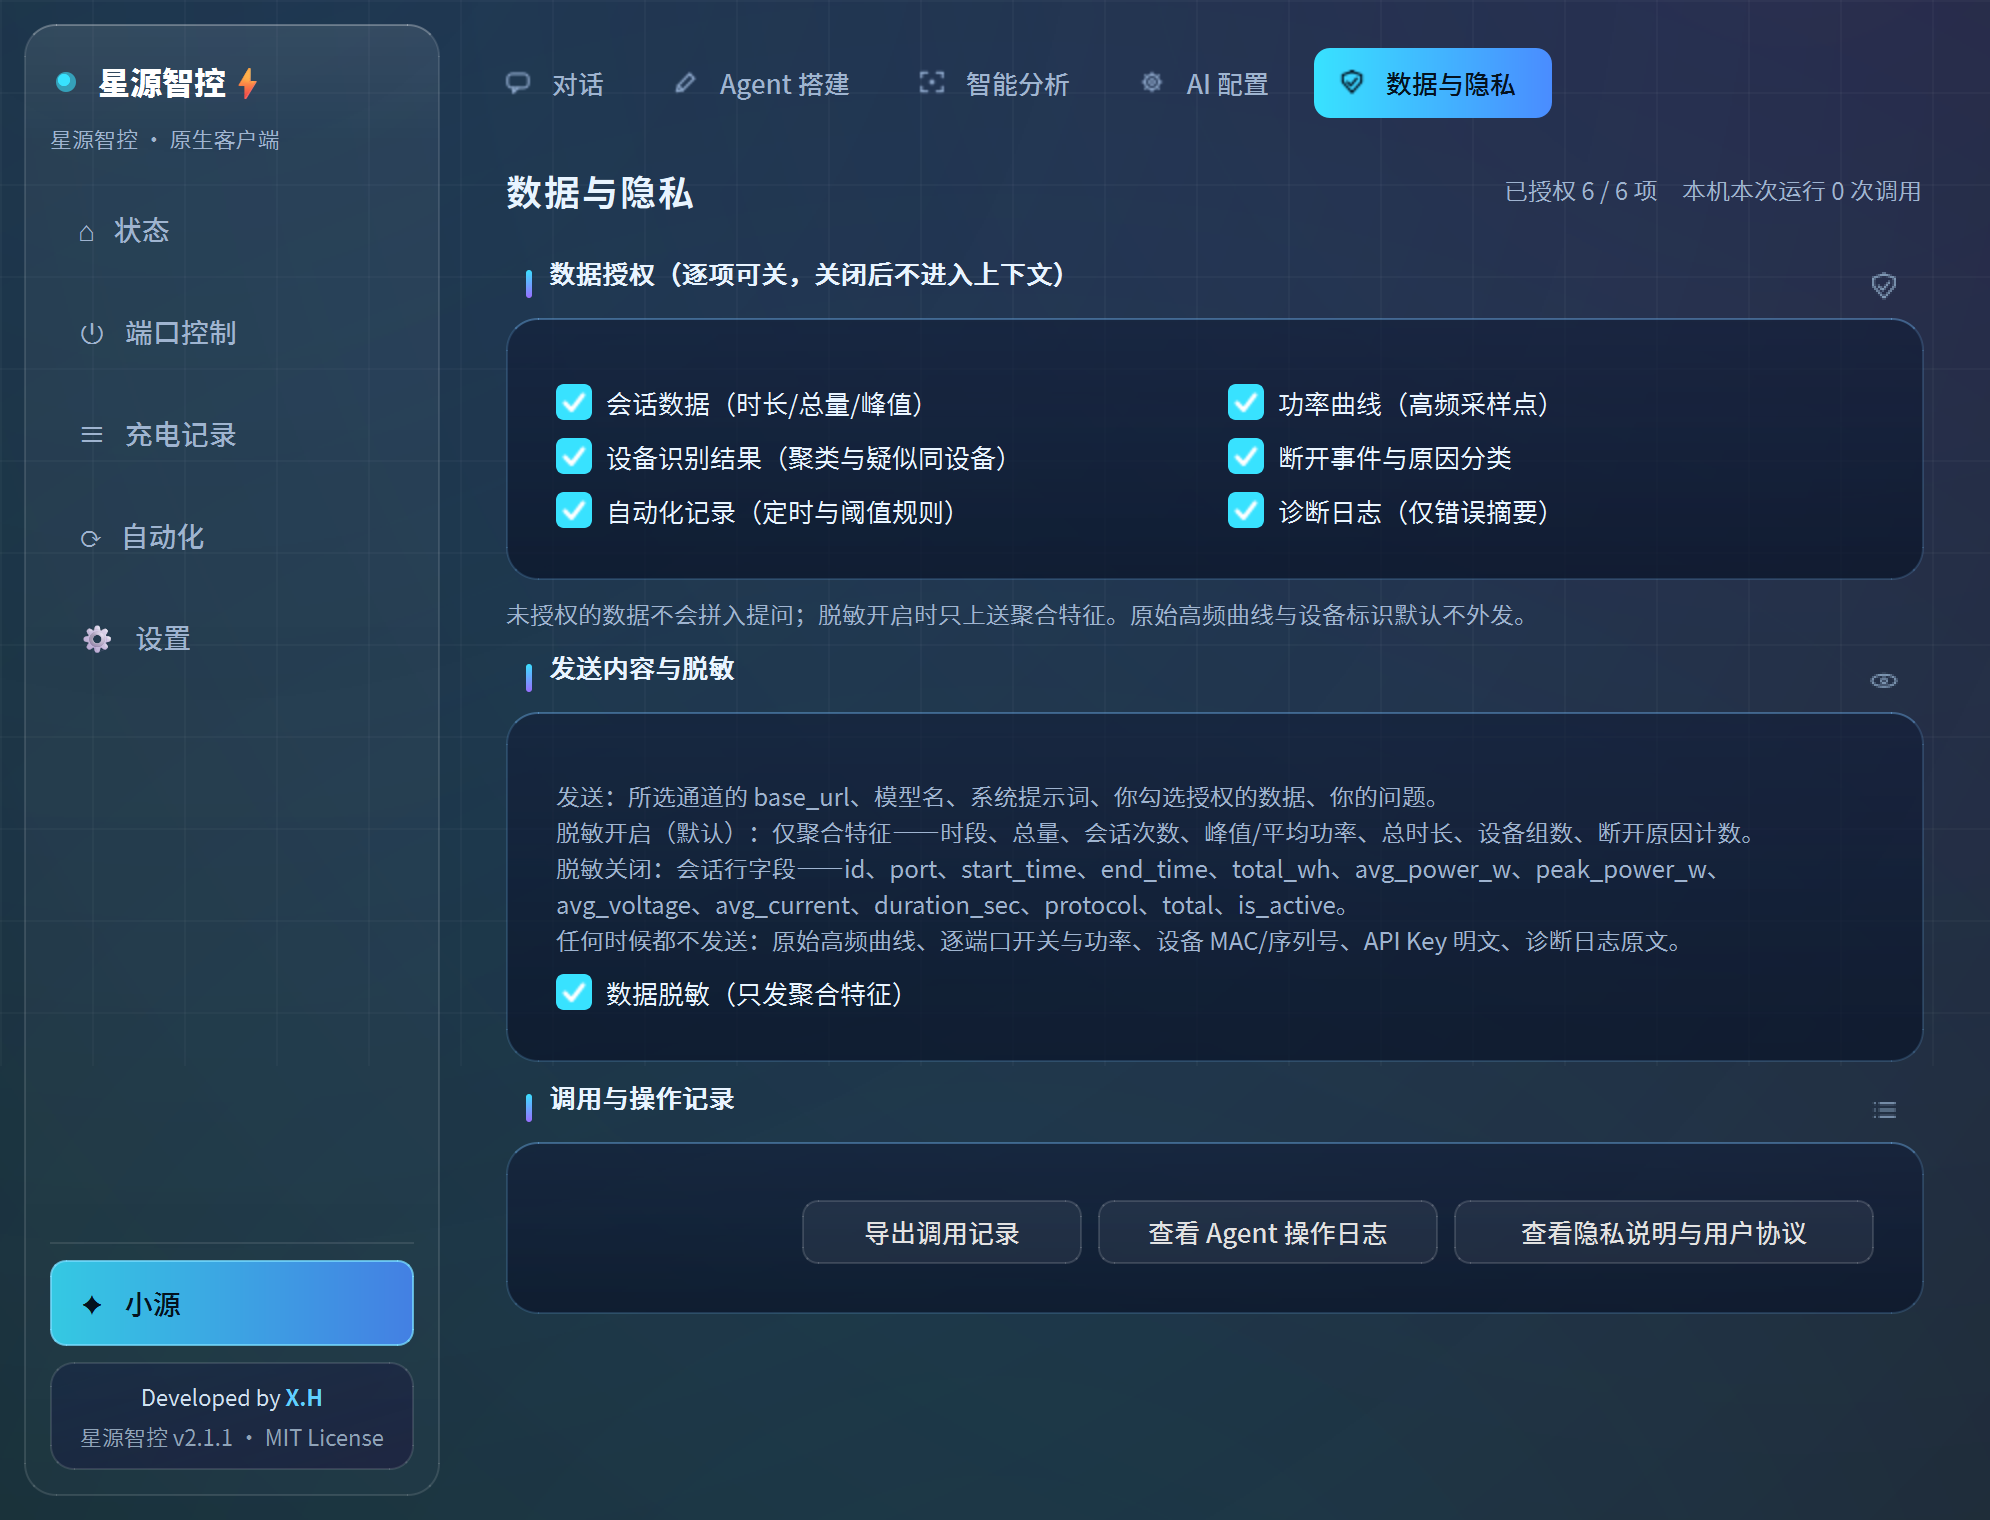 星源智控⚡
星源智控 • 原生客户端
状态
端口控制
充电记录
自动化
设置
小源
Developed by X.H
星源智控 v2.1.1 • MIT License
对话
Agent 搭建
智能分析
AI 配置
数据与隐私
数据与隐私
已授权 6 / 6 项 本机本次运行 0 次调用
数据授权（逐项可关，关闭后不进入上下文）
会话数据（时长/总量/峰值）
功率曲线（高频采样点）
设备识别结果（聚类与疑似同设备）
断开事件与原因分类
自动化记录（定时与阈值规则）
诊断日志（仅错误摘要）
未授权的数据不会拼入提问；脱敏开启时只上送聚合特征。原始高频曲线与设备标识默认不外发。
发送内容与脱敏
发送：所选通道的 base_url、模型名、系统提示词、你勾选授权的数据、你的问题。
脱敏开启（默认）：仅聚合特征——时段、总量、会话次数、峰值/平均功率、总时长、设备组数、断开原因计数。
脱敏关闭：会话行字段——id、port、start_time、end_time、total_wh、avg_power_w、peak_power_w、
avg_voltage、avg_current、duration_sec、protocol、total、is_active。
任何时候都不发送：原始高频曲线、逐端口开关与功率、设备 MAC/序列号、API Key 明文、诊断日志原文。
数据脱敏（只发聚合特征）
调用与操作记录
导出调用记录
查看 Agent 操作日志
查看隐私说明与用户协议